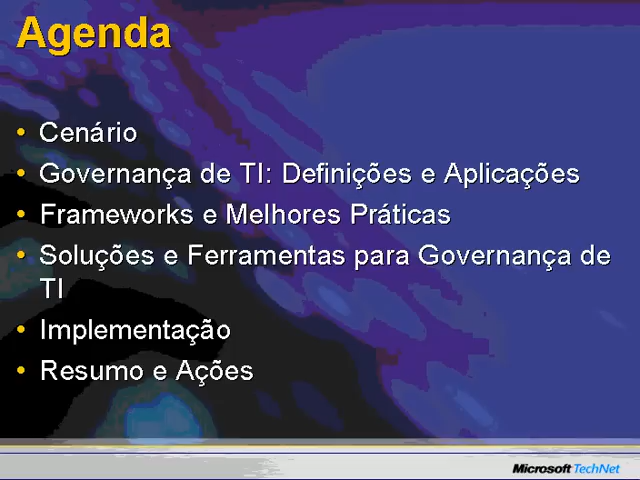 Agenda
• Cenário
• Governança de TI: Definições e Aplicações
• Frameworks e Melhores Práticas
• Soluções e Ferramentas para Governança de
TI
• Implementação
• Resumo e Ações
Microsoft TechNet